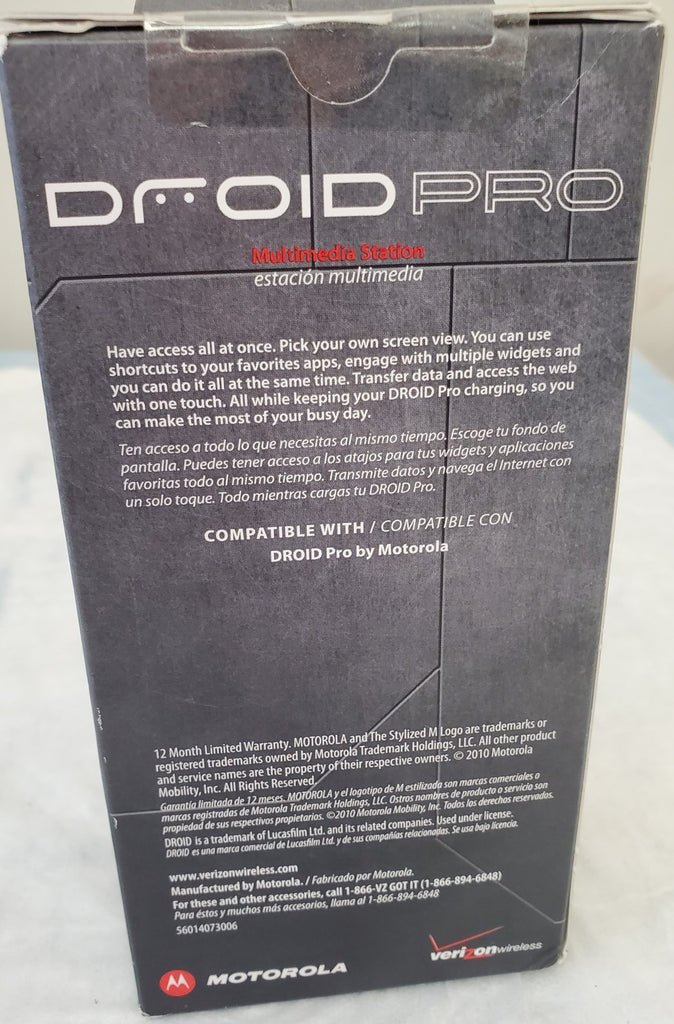 DROID PRO
Multimedia Station
estación multimedia
Have access all at once. Pick your own screen view. You can use
shortcuts to your favorites apps, engage with multiple widgets and
you can do it all at the same time. Transfer data and access the web
with one touch. All while keeping your DROID Pro charging, so you
can make the most of your busy day.
Ten acceso a todo lo que necesitas al mismo tiempo. Escoge tu fondo de
pantalla. Puedes tener acceso a los atajos para tus widgets y aplicaciones
favoritas todo al mismo tiempo. Transmite datos y navega el Internet con
un solo toque. Todo mientras cargas tu DROID Pro.
COMPATIBLE WITH / COMPATIBLE CON
DROID Pro by Motorola
12 Month Limited Warranty. MOTOROLA and The Stylized M Logo are trademarks or
registered trademarks owned by Motorola Trademark Holdings, LLC. All other product
and service names are the property of their respective owners. © 2010 Motorola
Mobility, Inc. All Rights Reserved.
Garantía limitada de 12 meses. MOTOROLA y el logotipo de M estilizada son marcas comerciales o
marcas registradas de Motorola Trademark Holdings, LLC. Ostros nombres de producto o servicio son
propiedad de sus respectivos propietarios. ©2010 Motorola Mobility, Inc. Todos los derechos reservados.
DROID is a trademark of Lucasfilm Ltd. and its related companies. Used under license.
DROID es una marca comercial de Lucasfilm Ltd. y de sus compañías relacionadas. Se usa bajo licencia.
www.verizonwireless.com
Manufactured by Motorola. / Fabricado por Motorola.
For these and other accessories, call 1-866-VZ GOT IT (1-866-894-6848)
Para éstos y muchos más accesorios, llama al 1-866-894-6848
56014073006
MOTOROLA
verizonwireless